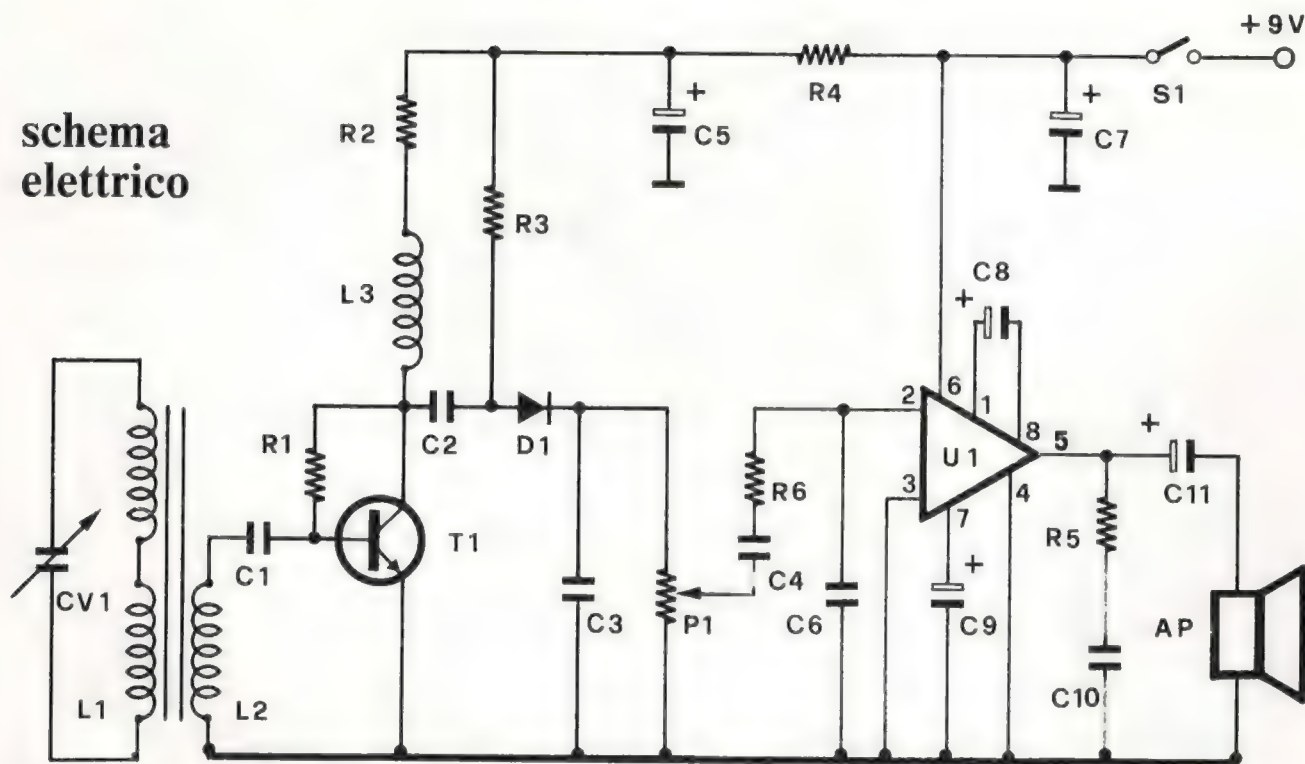 schema
elettrico
+9V
S1
R4
C5
+
C7
+
R2
R3
L3
C8
+
2
6
1
8
5
3
7
4
U1
R1
C2
D1
R6
C4
C1
T1
CV1
C3
P1
C6
C9
+
R5
C11
+
AP
C10
L1
L2